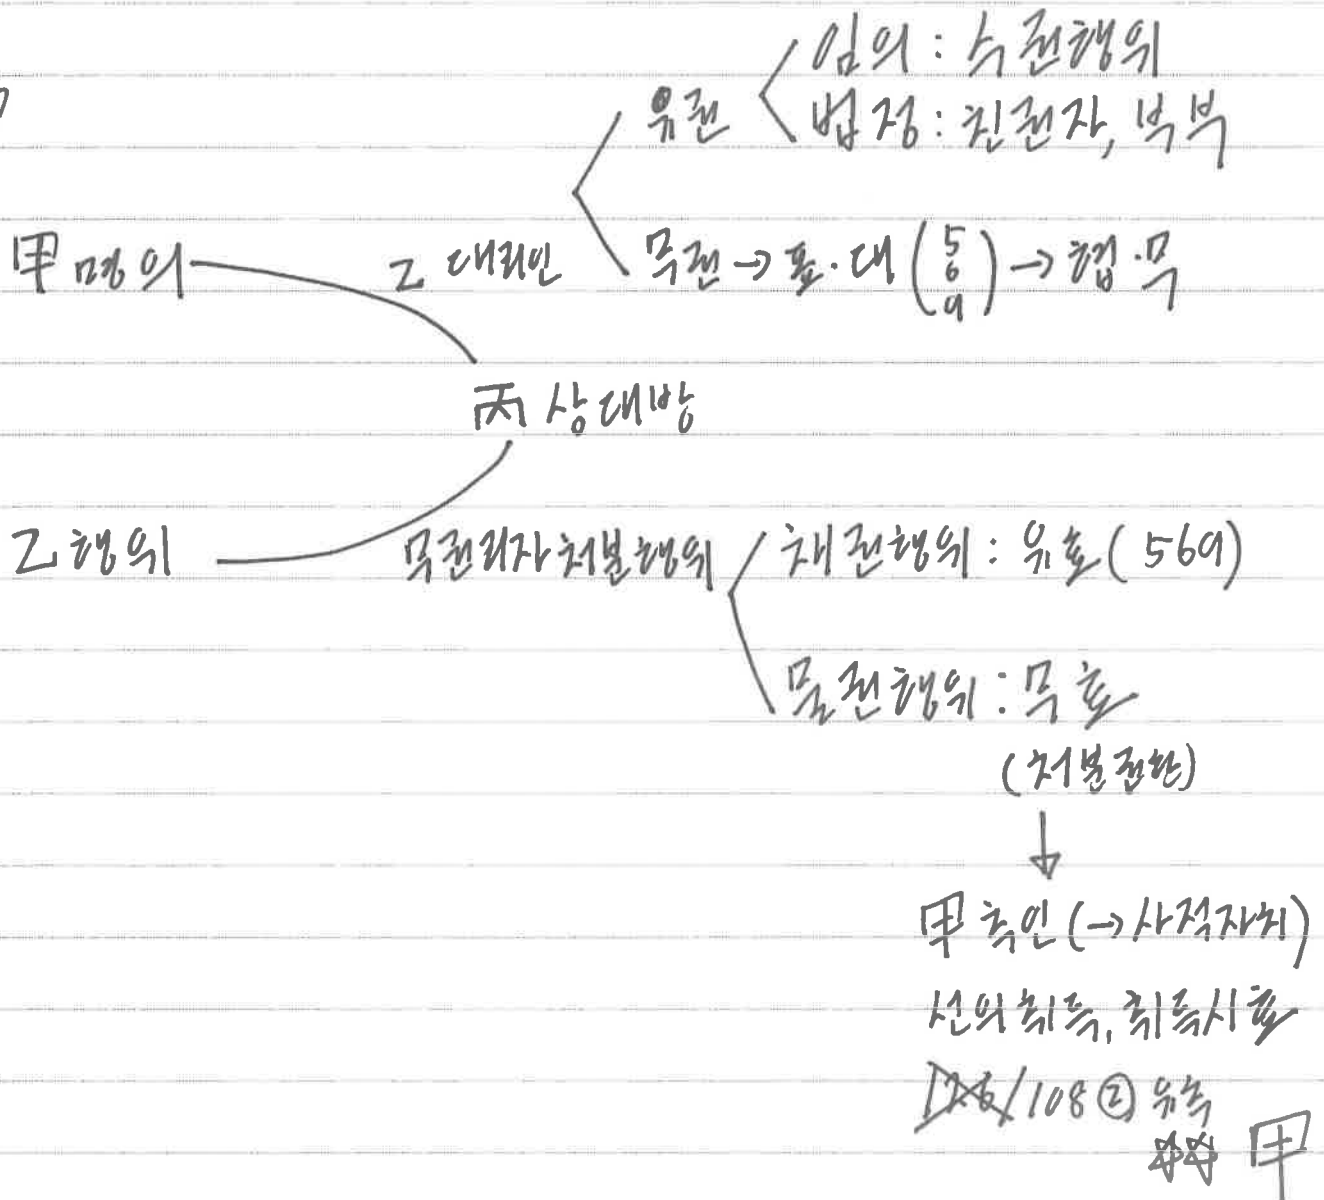 임의 : 수권행위
유권 법정 : 친권자, 부부
甲 명의 乙 대리인 무권 → 표·대 (5 6 9) → 협·무
丙 상대방
乙 행위 무권리자 처분행위 채권행위 : 유효 (569)
물권행위 : 무효
(처분권한)
↓
甲 추인 (→ 사적자치)
선의취득, 취득시효
126/108② 유추
☆☆ 甲